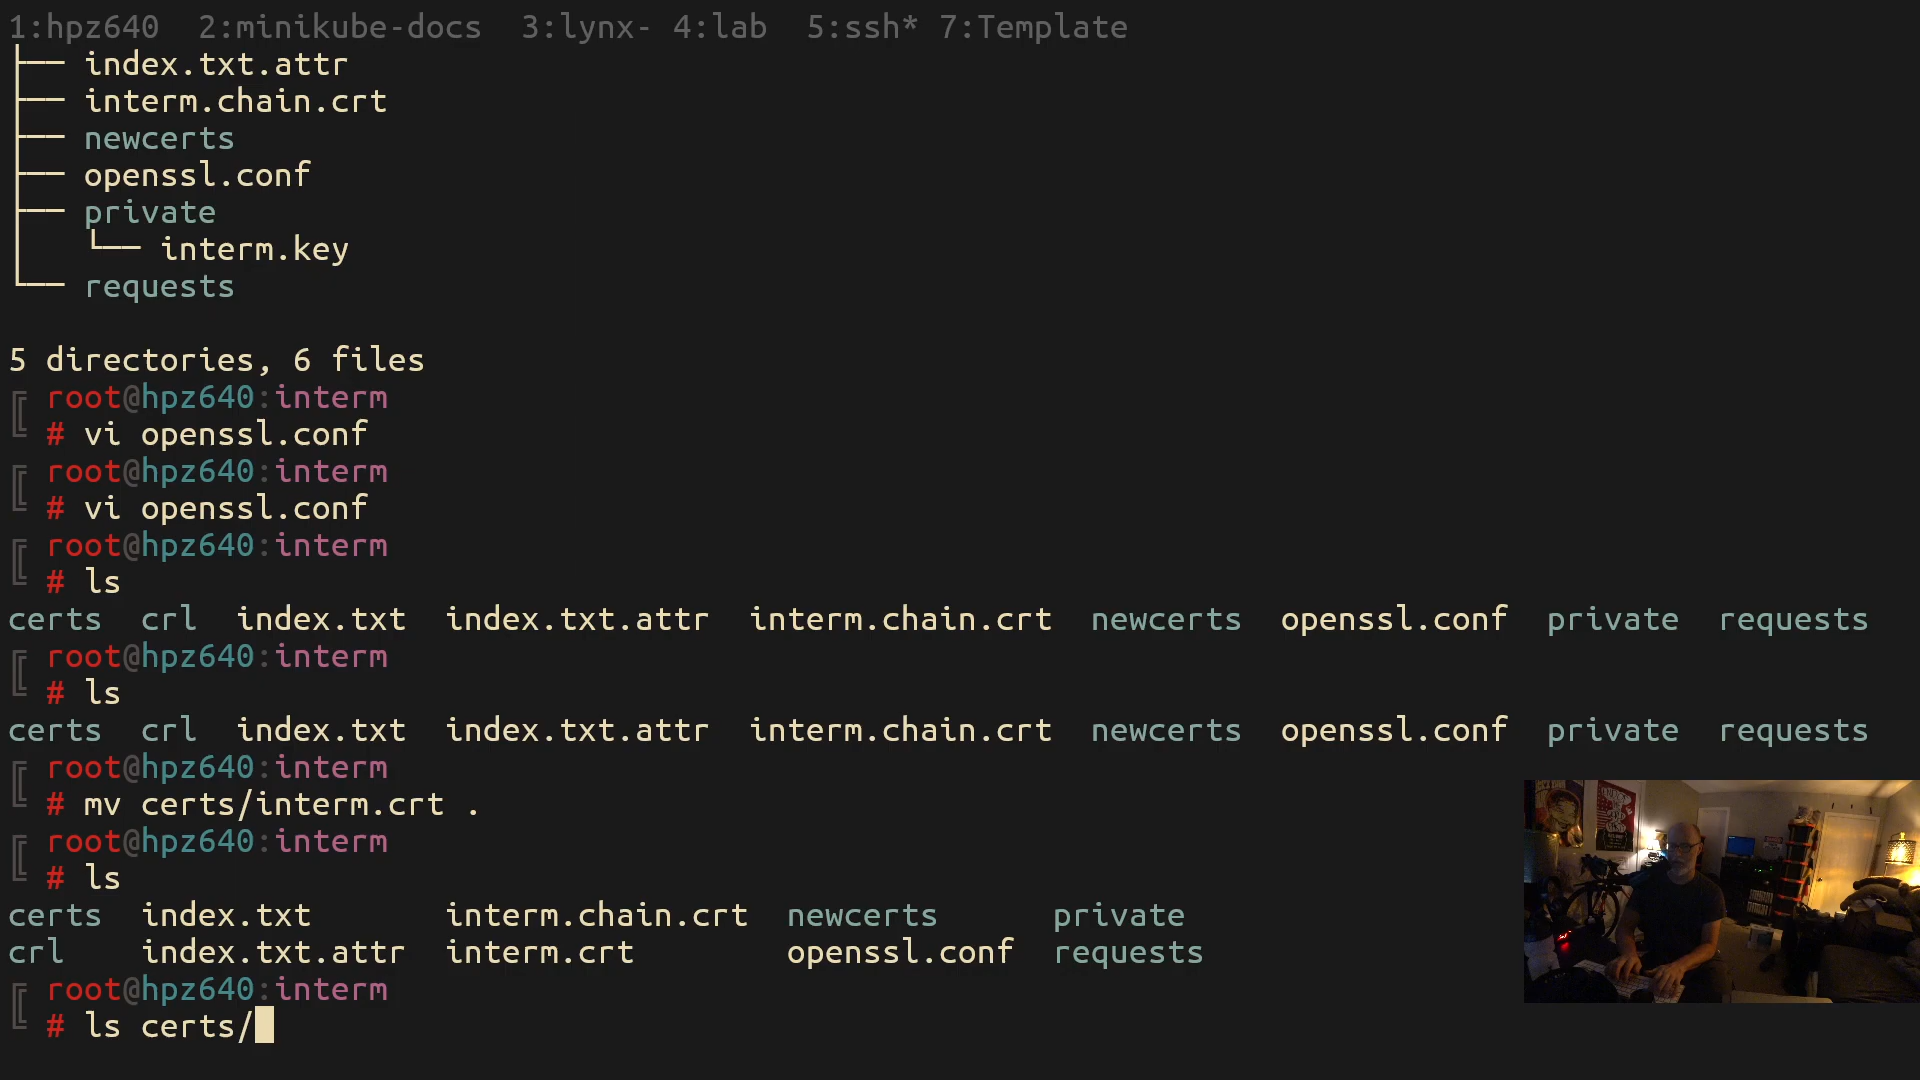 1:hpz640  2:minikube-docs  3:lynx- 4:lab  5:ssh* 7:Template
├── index.txt.attr
├── interm.chain.crt
├── newcerts
├── openssl.conf
├── private
│   └── interm.key
└── requests
5 directories, 6 files
╔ root@hpz640:interm
╚ # vi openssl.conf
╔ root@hpz640:interm
╚ # vi openssl.conf
╔ root@hpz640:interm
╚ # ls
certs  crl  index.txt  index.txt.attr  interm.chain.crt  newcerts  openssl.conf  private  requests
╔ root@hpz640:interm
╚ # ls
certs  crl  index.txt  index.txt.attr  interm.chain.crt  newcerts  openssl.conf  private  requests
╔ root@hpz640:interm
╚ # mv certs/interm.crt .
╔ root@hpz640:interm
╚ # ls
certs  index.txt       interm.chain.crt  newcerts      private
crl    index.txt.attr  interm.crt        openssl.conf  requests
╔ root@hpz640:interm
╚ # ls certs/